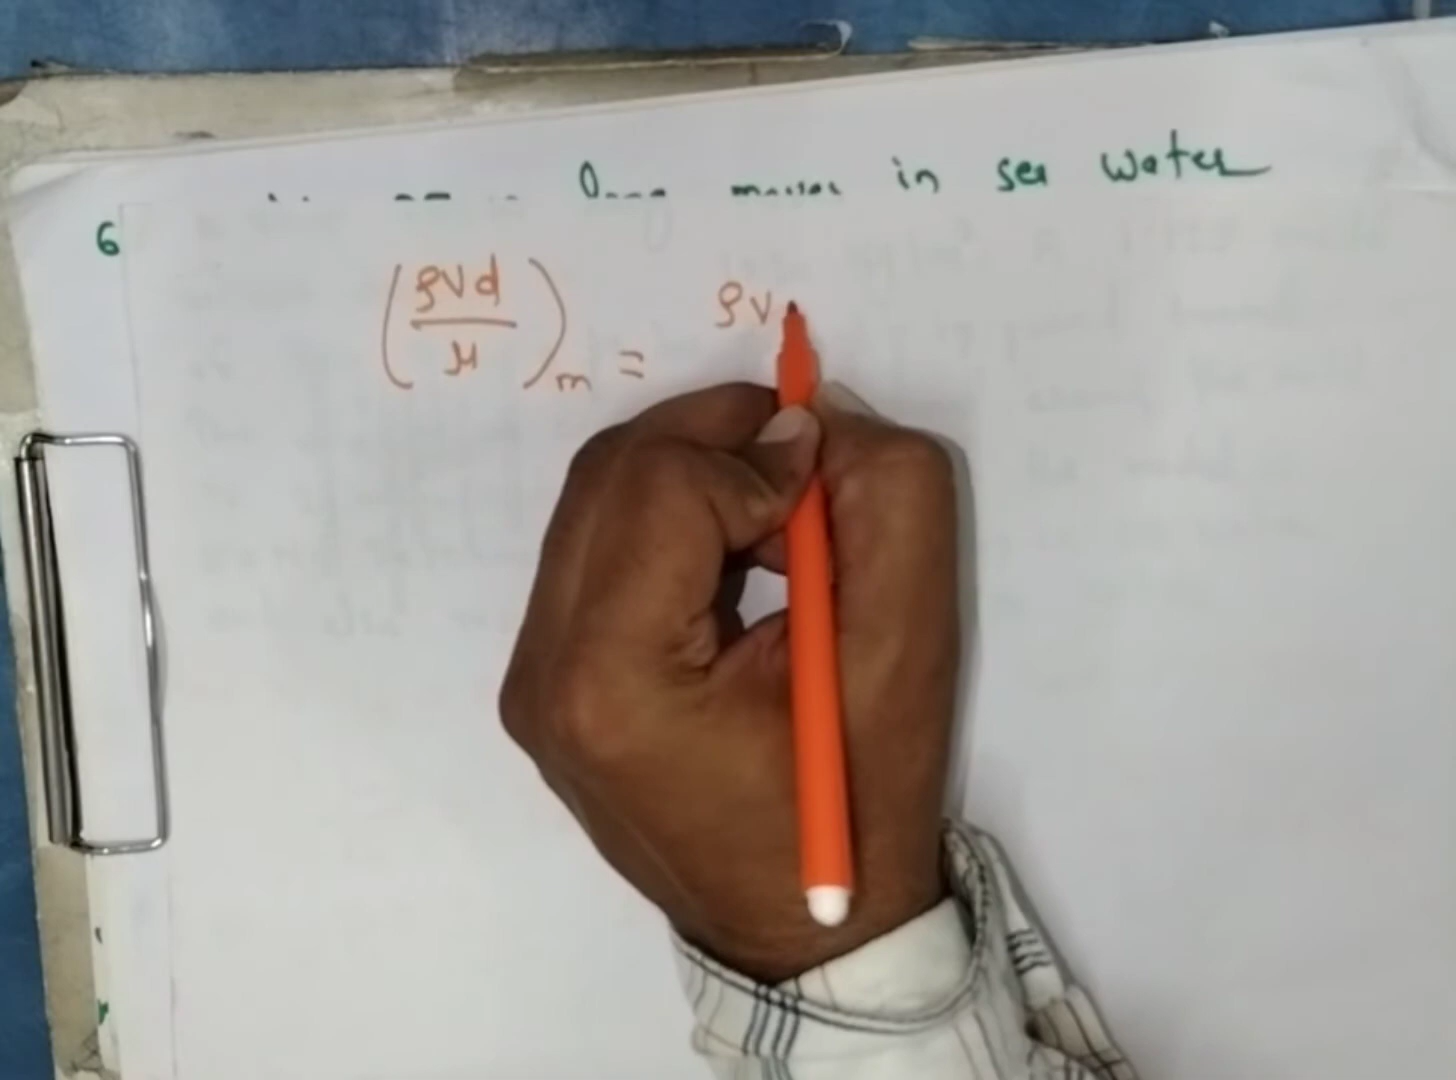 in sea water
6
(ρVd/μ)m = ρV